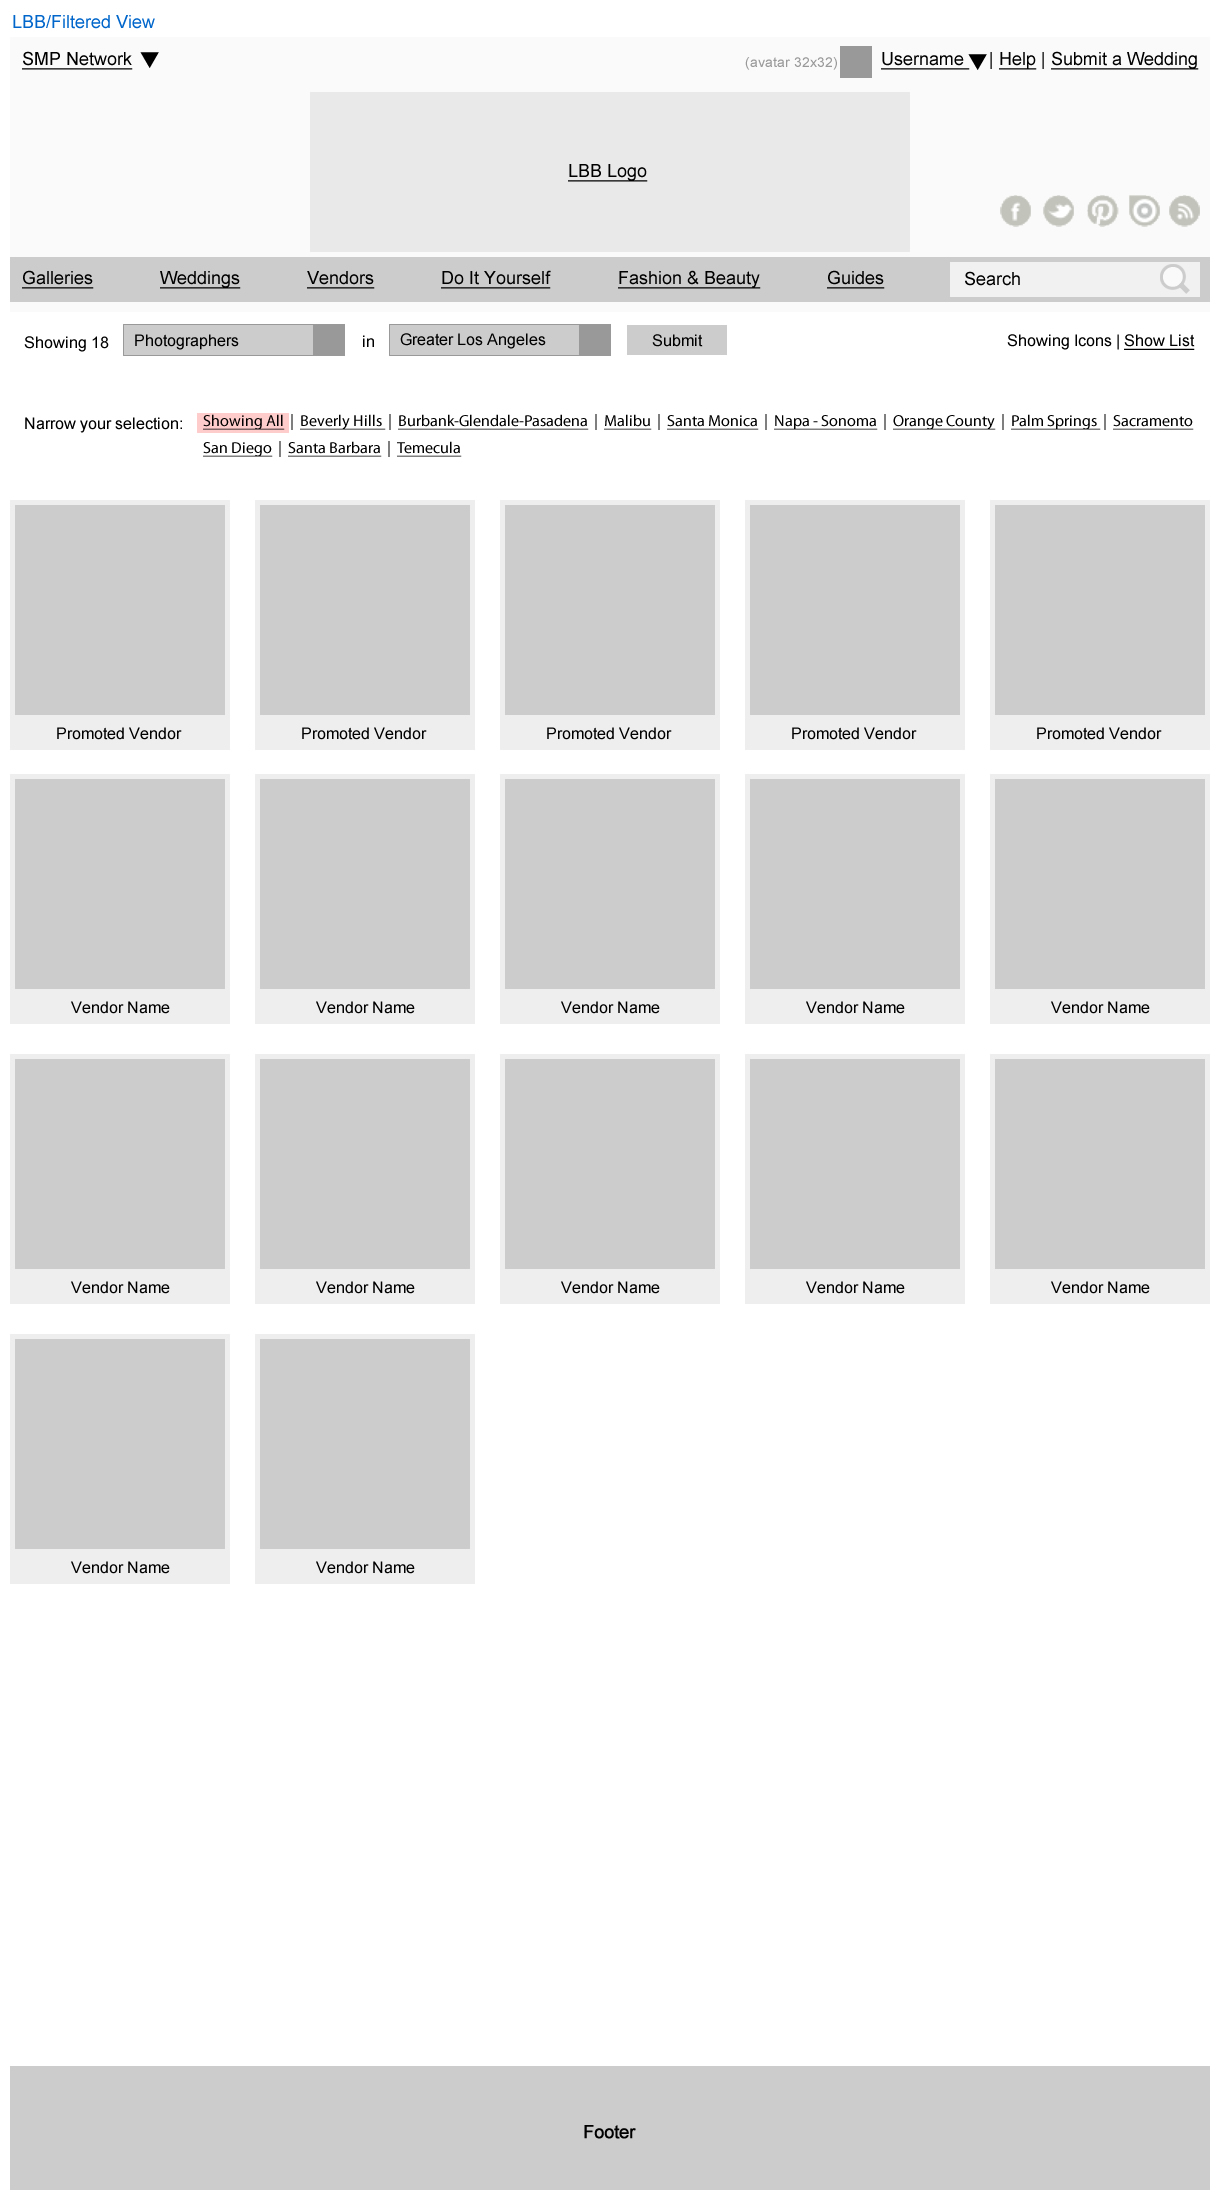 LBB/Filtered View
SMP Network (avatar 32x32) Username | Help | Submit a Wedding
LBB Logo
Galleries Weddings Vendors Do It Yourself Fashion & Beauty Guides Search
Showing 18 Photographers in Greater Los Angeles Submit Showing Icons | Show List
Narrow your selection: Showing All | Beverly Hills | Burbank-Glendale-Pasadena | Malibu | Santa Monica | Napa - Sonoma | Orange County | Palm Springs | Sacramento
San Diego | Santa Barbara | Temecula
Promoted Vendor Promoted Vendor Promoted Vendor Promoted Vendor Promoted Vendor
Vendor Name Vendor Name Vendor Name Vendor Name Vendor Name
Vendor Name Vendor Name Vendor Name Vendor Name Vendor Name
Vendor Name Vendor Name
Footer